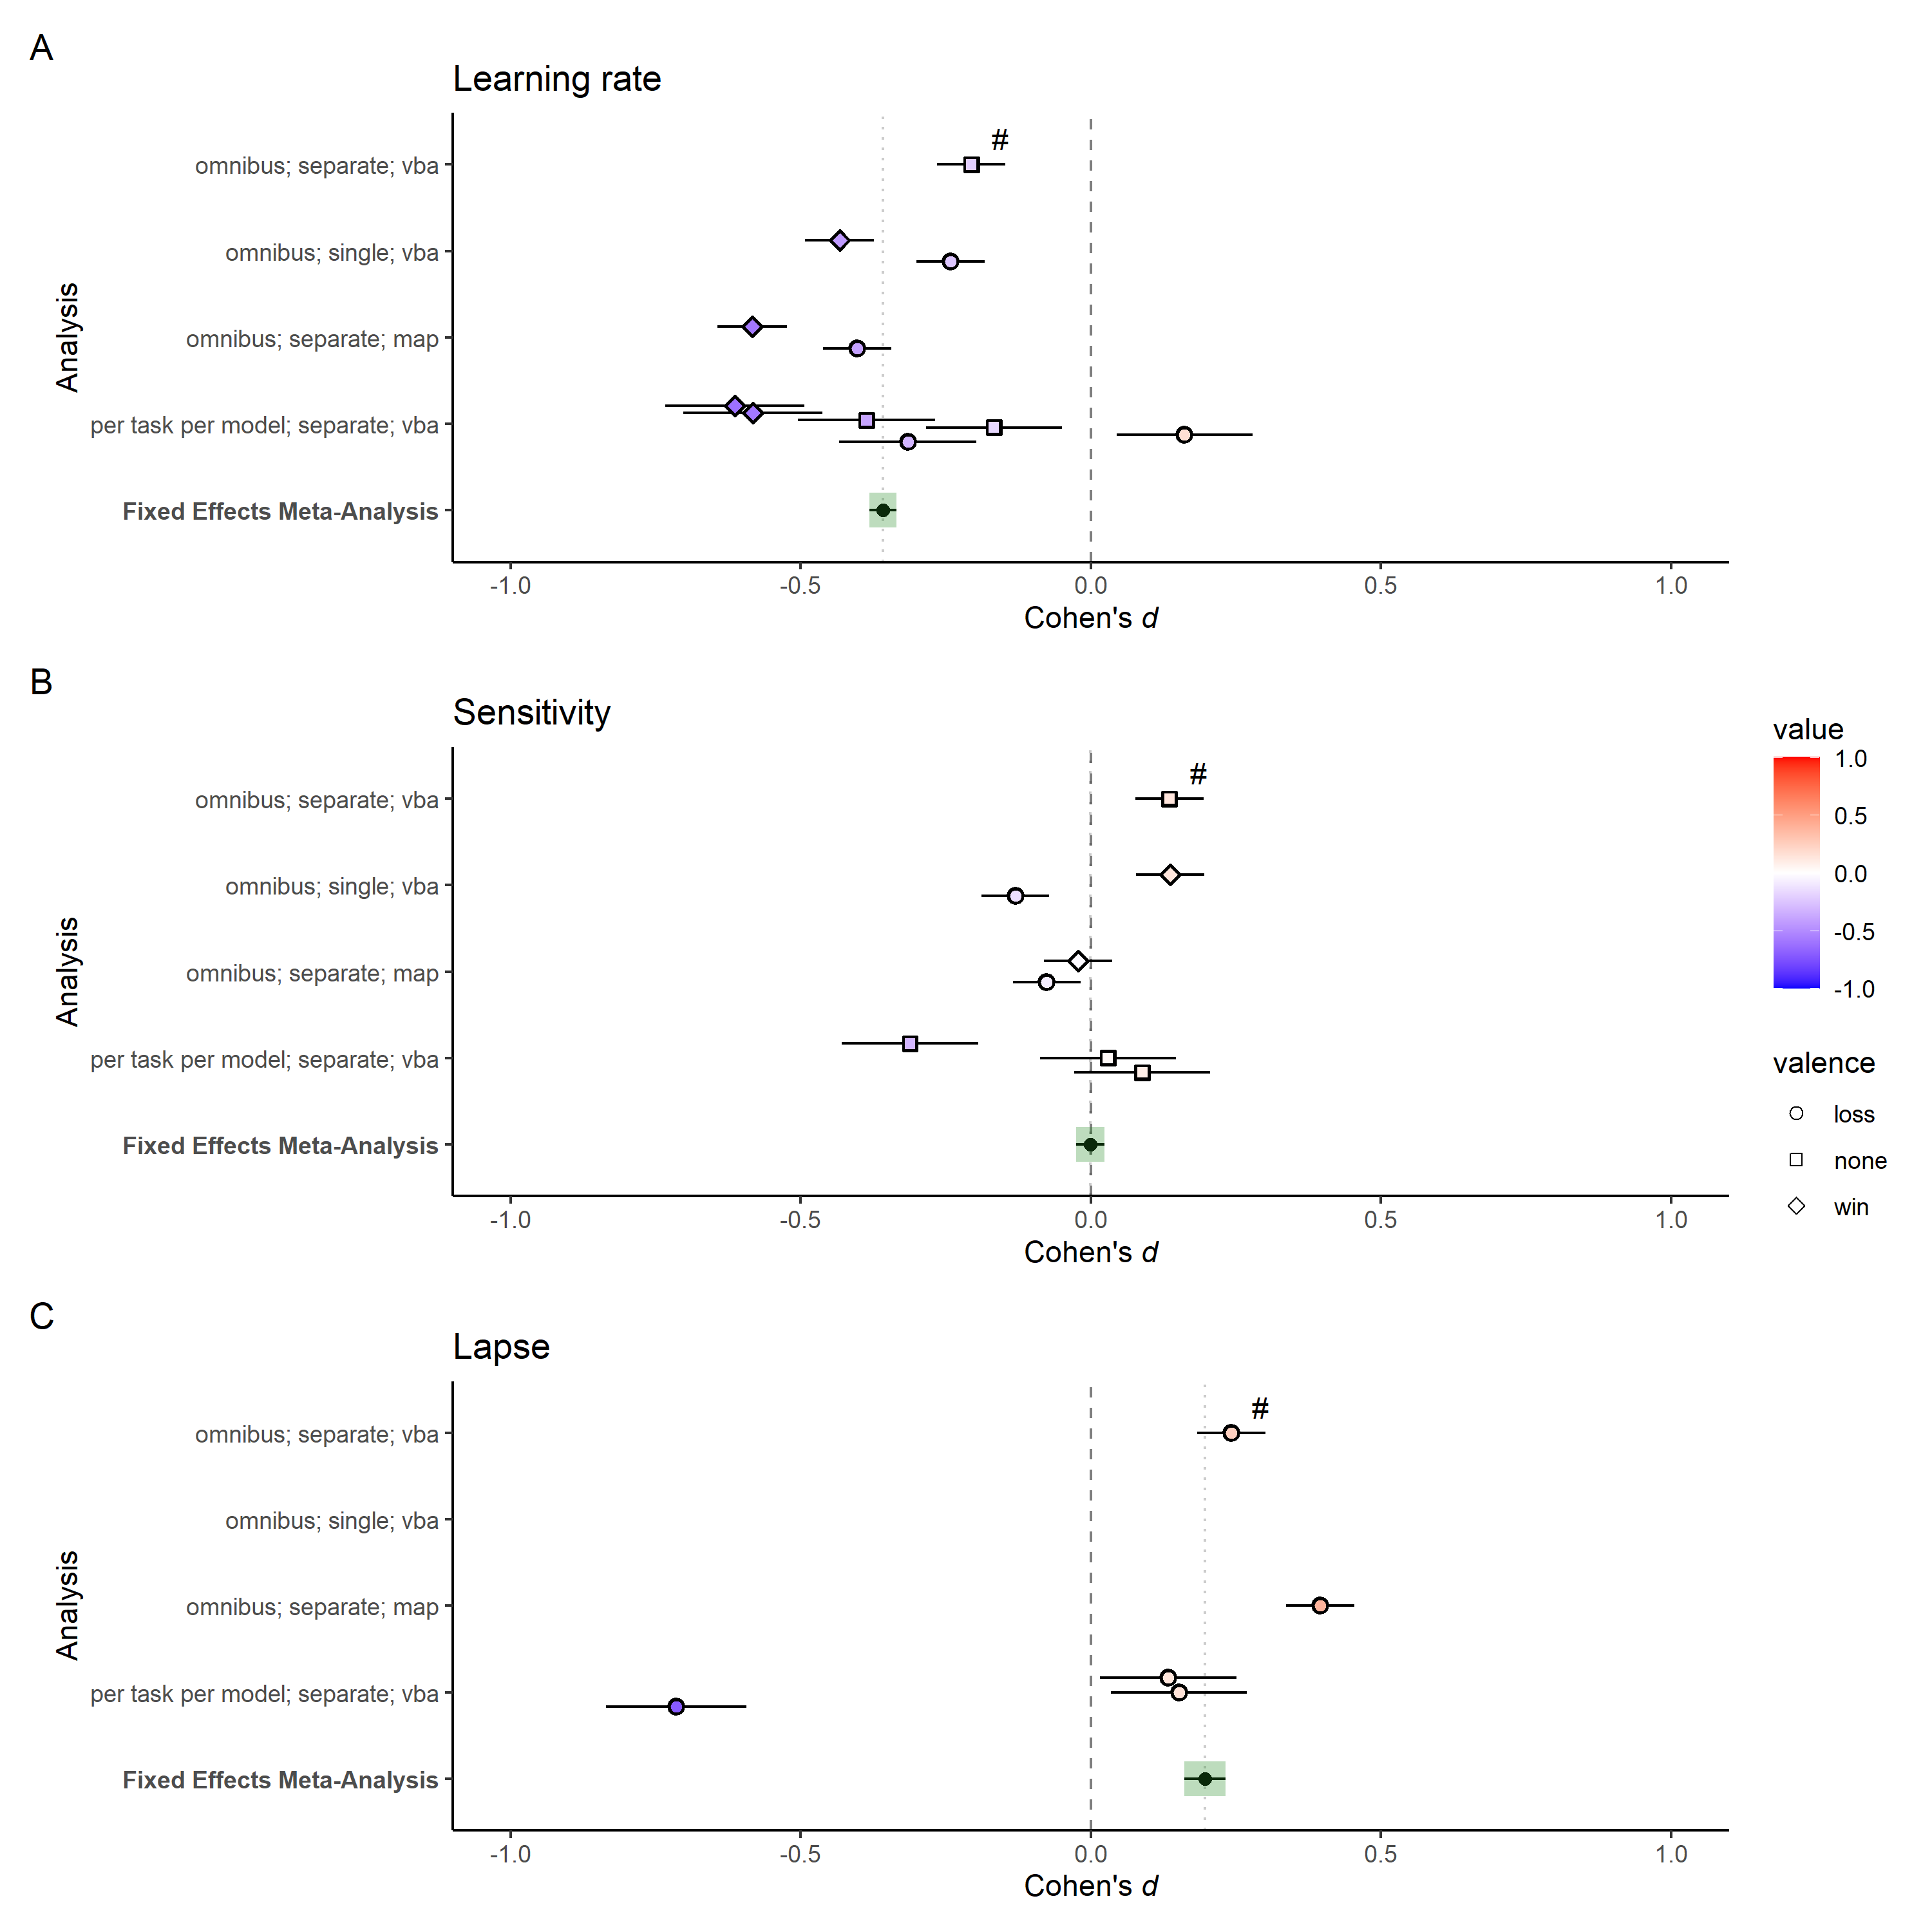 A
Learning rate
#
omnibus; separate; vba
omnibus; single; vba
omnibus; separate; map
per task per model; separate; vba
Fixed Effects Meta-Analysis
Analysis
-1.0 -0.5 0.0 0.5 1.0
Cohen's d
B
Sensitivity
#
omnibus; separate; vba
omnibus; single; vba
omnibus; separate; map
per task per model; separate; vba
Fixed Effects Meta-Analysis
Analysis
-1.0 -0.5 0.0 0.5 1.0
Cohen's d
value
1.0
0.5
0.0
-0.5
-1.0
valence
loss
none
win
C
Lapse
#
omnibus; separate; vba
omnibus; single; vba
omnibus; separate; map
per task per model; separate; vba
Fixed Effects Meta-Analysis
Analysis
-1.0 -0.5 0.0 0.5 1.0
Cohen's d